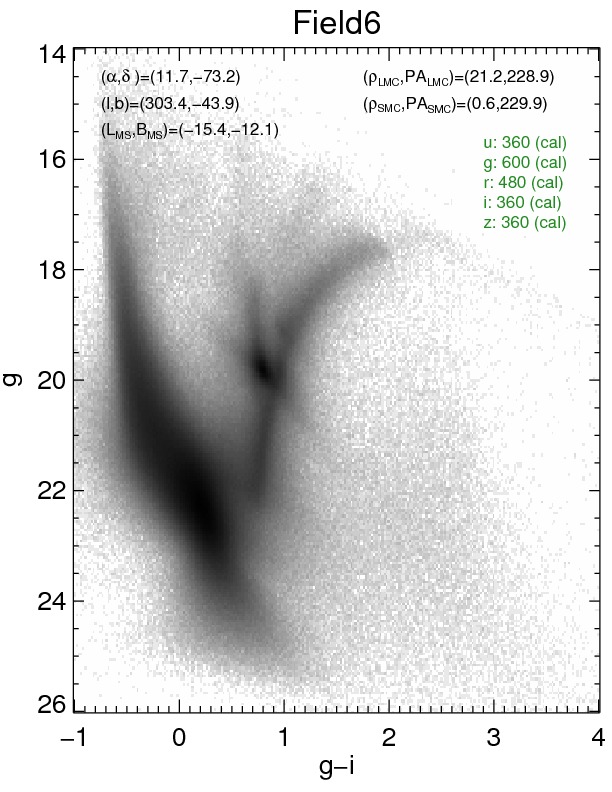 Field6
(α,δ )=(11.7,−73.2)
(l,b)=(303.4,−43.9)
(LMS,BMS)=(−15.4,−12.1)
(ρLMC,PALMC)=(21.2,228.9)
(ρSMC,PASMC)=(0.6,229.9)
u: 360 (cal)
g: 600 (cal)
r: 480 (cal)
i: 360 (cal)
z: 360 (cal)
14
16
18
20
22
24
26
g
−1 0 1 2 3 4
g−i